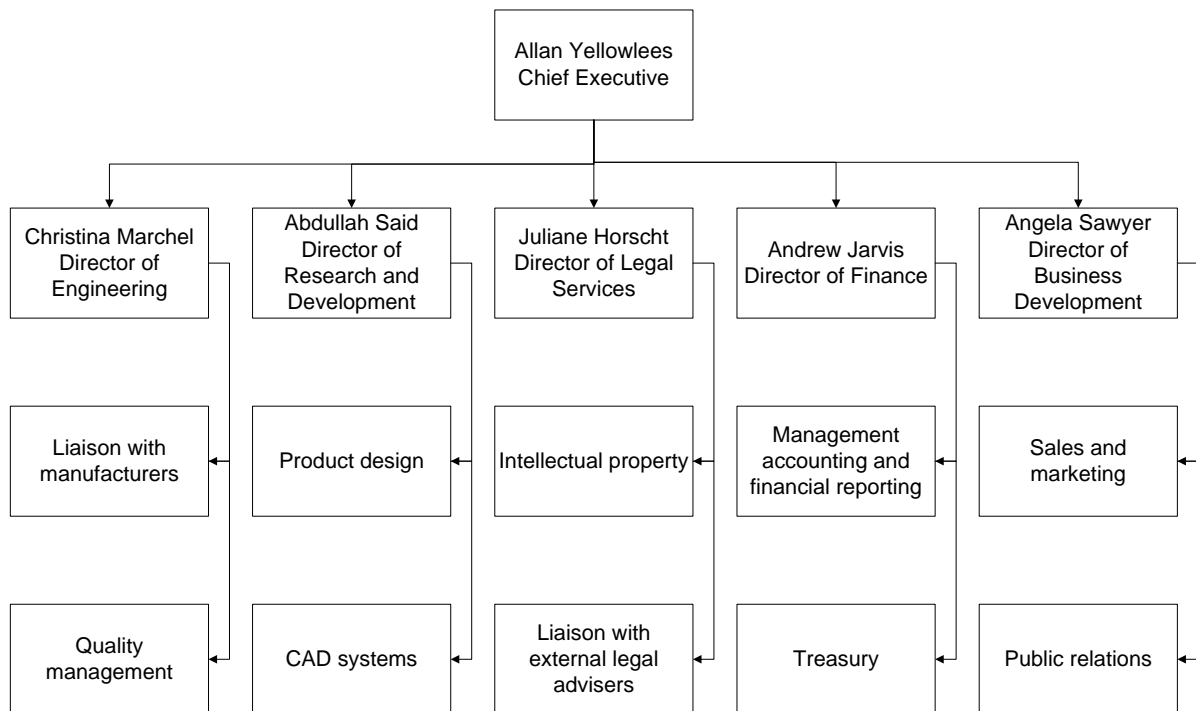 Allan Yellowlees
Chief Executive
Christina Marchel
Director of
Engineering
Abdullah Said
Director of
Research and
Development
Juliane Horscht
Director of Legal
Services
Andrew Jarvis
Director of Finance
Angela Sawyer
Director of
Business
Development
Liaison with
manufacturers
Product design
Intellectual property
Management
accounting and
financial reporting
Sales and
marketing
Quality
management
CAD systems
Liaison with
external legal
advisers
Treasury
Public relations